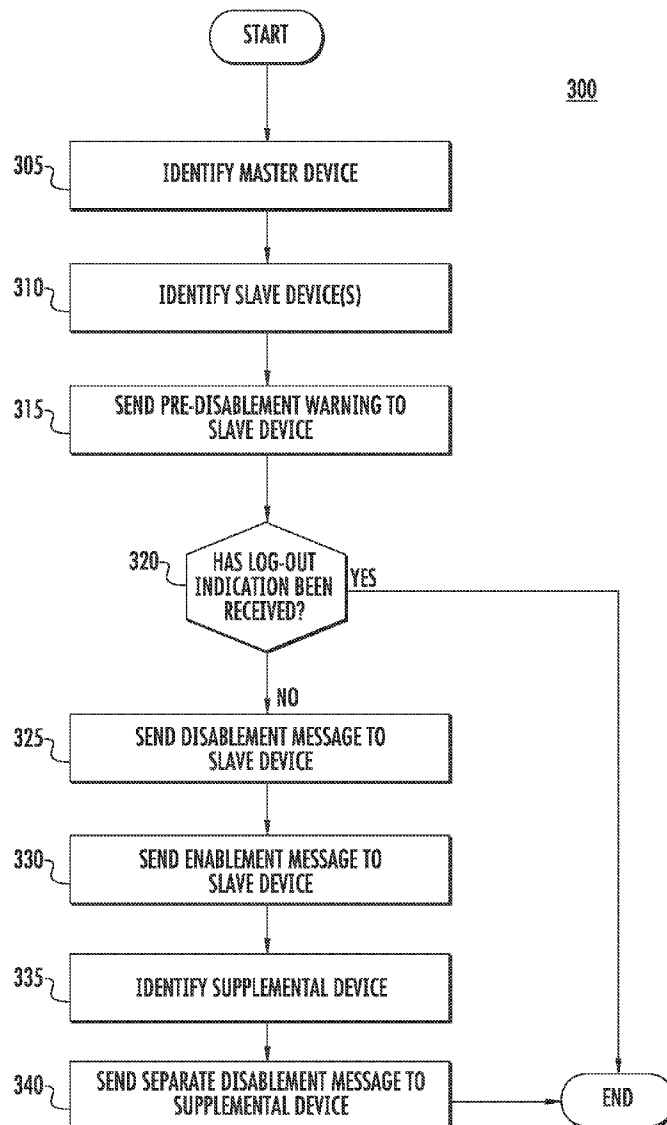 START
300
305
IDENTIFY MASTER DEVICE
310
IDENTIFY SLAVE DEVICE(S)
315
SEND PRE-DISABLEMENT WARNING TO
SLAVE DEVICE
320
HAS LOG-OUT
INDICATION BEEN
RECEIVED?
YES
NO
325
SEND DISABLEMENT MESSAGE TO
SLAVE DEVICE
330
SEND ENABLEMENT MESSAGE TO
SLAVE DEVICE
335
IDENTIFY SUPPLEMENTAL DEVICE
340
SEND SEPARATE DISABLEMENT MESSAGE TO
SUPPLEMENTAL DEVICE
END